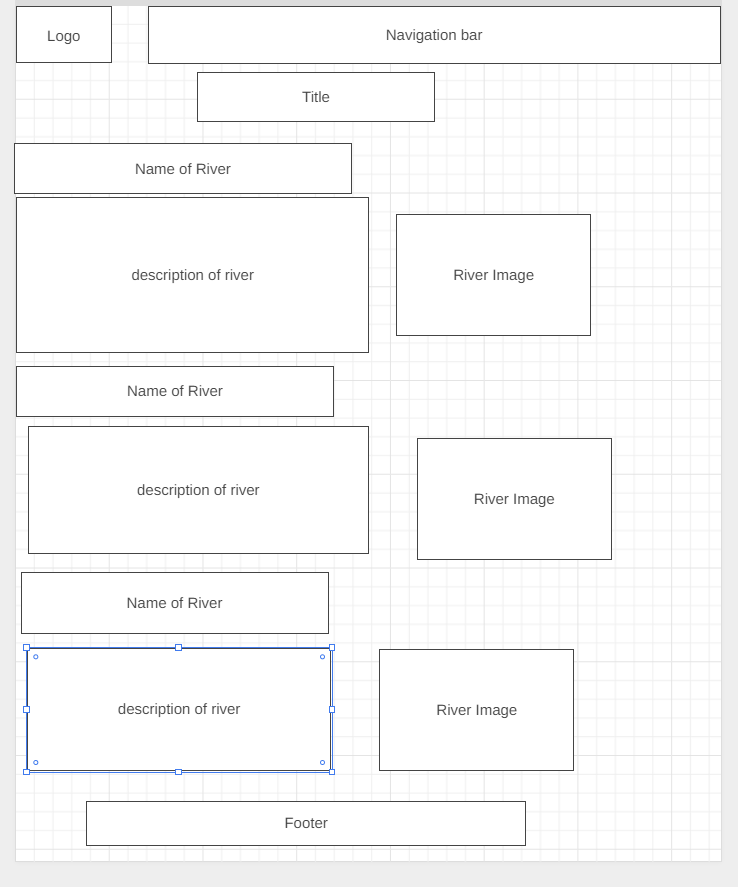 Logo
Navigation bar
Title
Name of River
description of river
River Image
Name of River
description of river
River Image
Name of River
description of river
River Image
Footer